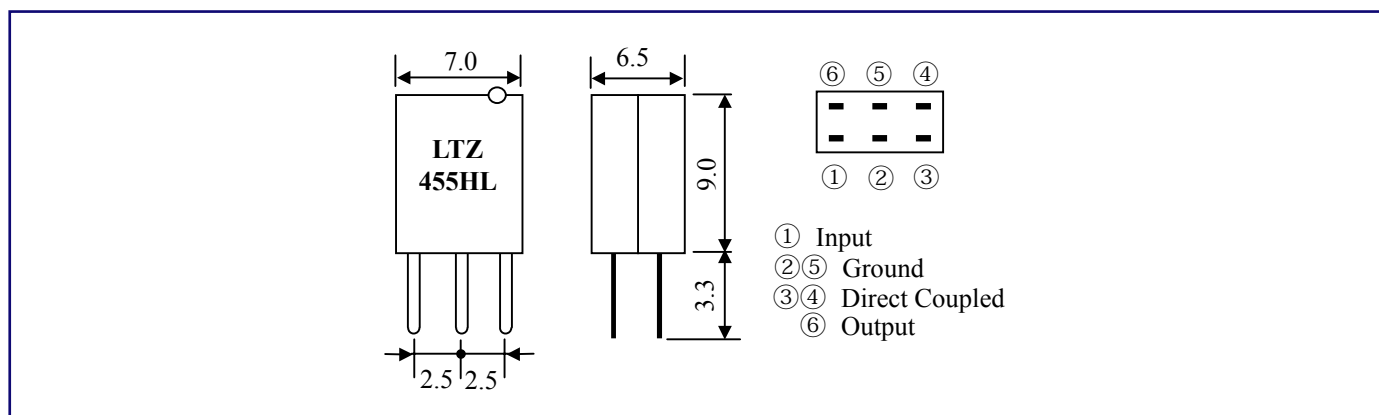 7.0
6.5
⑥ ⑤ ④
LTZ
455HL
9.0
① ② ③
① Input
②⑤ Ground
③④ Direct Coupled
⑥ Output
3.3
2.5 2.5